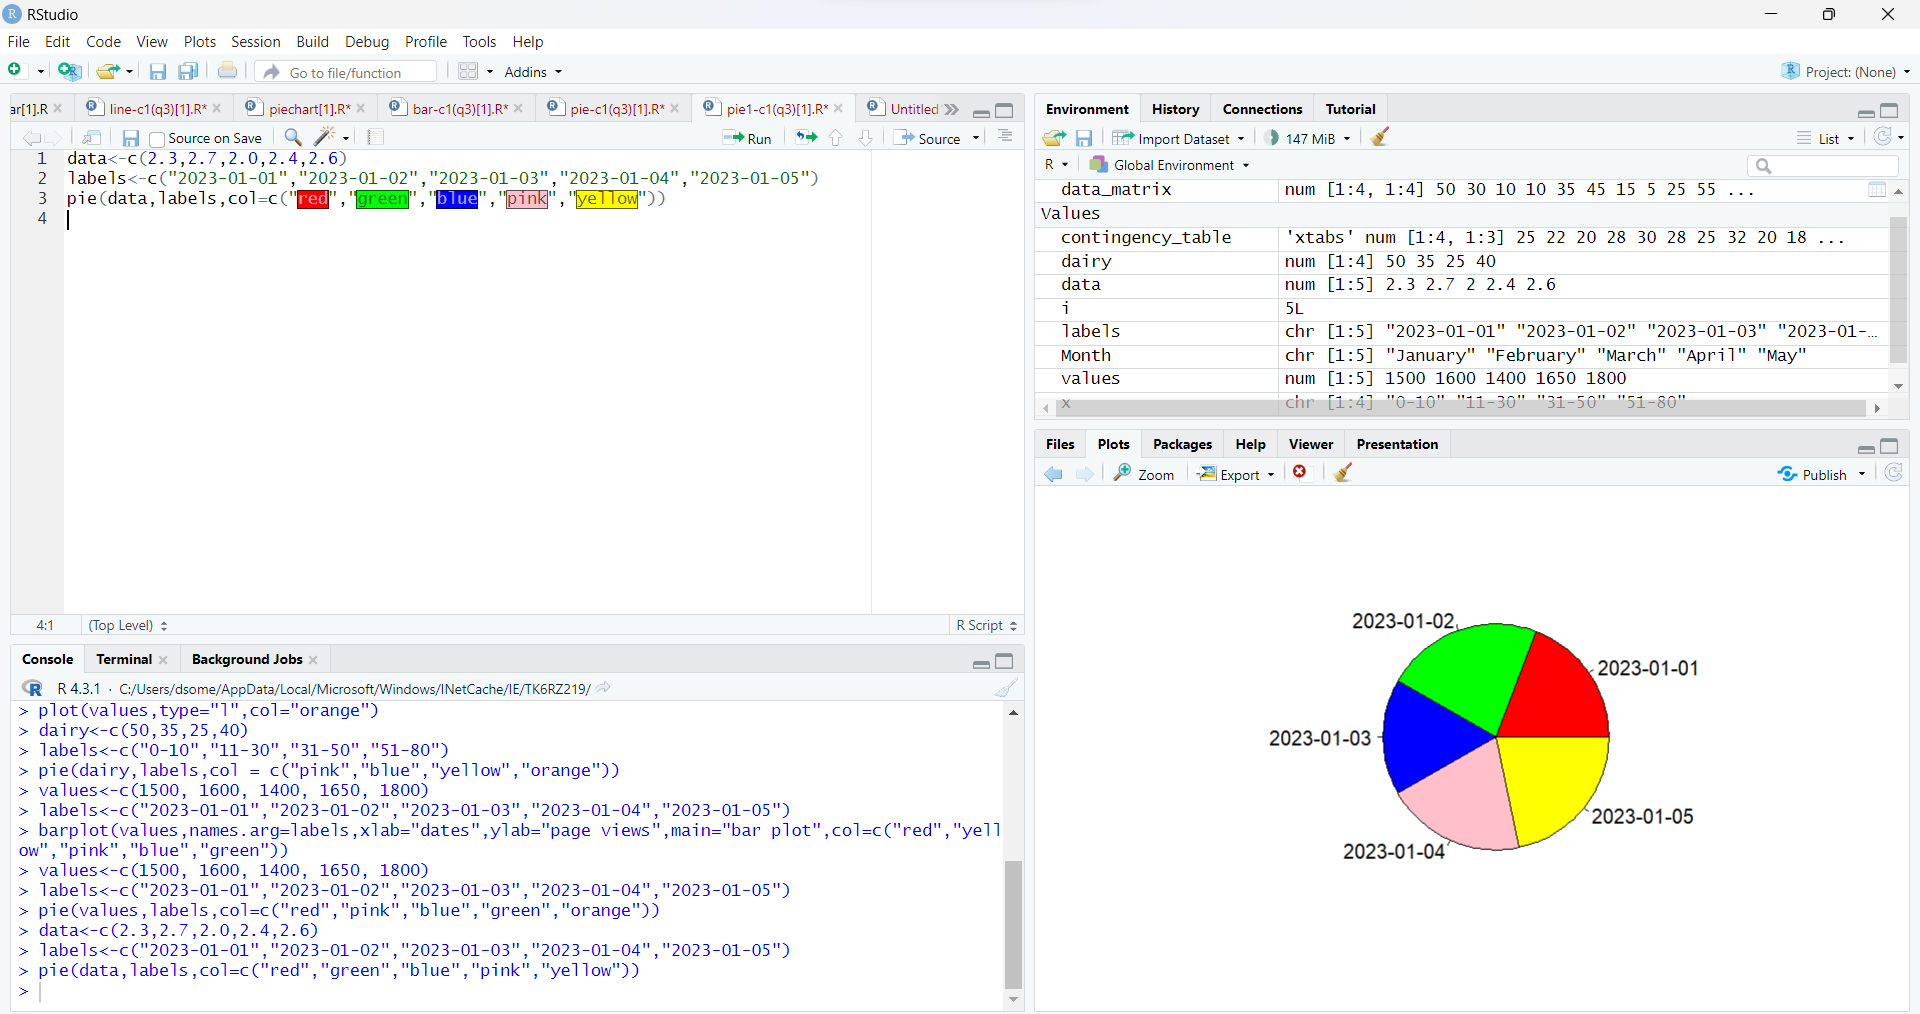 RStudio
File Edit Code View Plots Session Build Debug Profile Tools Help
Go to file/function Addins Project: (None)
ar[1].R line-c1(q3)[1].R* piechart[1].R* bar-c1(q3)[1].R* pie-c1(q3)[1].R* pie1-c1(q3)[1].R* Untitled
Source on Save Run Source
1 data<-c(2.3,2.7,2.0,2.4,2.6)
2 labels<-c("2023-01-01","2023-01-02","2023-01-03","2023-01-04","2023-01-05")
3 pie(data,labels,col=c("red","green","blue","pink","yellow"))
4
4:1 (Top Level) R Script
Console Terminal Background Jobs
R 4.3.1 · C:/Users/dsome/AppData/Local/Microsoft/Windows/INetCache/IE/TK6RZ219/
> plot(values,type="l",col="orange")
> dairy<-c(50,35,25,40)
> labels<-c("0-10","11-30","31-50","51-80")
> pie(dairy,labels,col = c("pink","blue","yellow","orange"))
> values<-c(1500, 1600, 1400, 1650, 1800)
> labels<-c("2023-01-01","2023-01-02","2023-01-03","2023-01-04","2023-01-05")
> barplot(values,names.arg=labels,xlab="dates",ylab="page views",main="bar plot",col=c("red","yell
ow","pink","blue","green"))
> values<-c(1500, 1600, 1400, 1650, 1800)
> labels<-c("2023-01-01","2023-01-02","2023-01-03","2023-01-04","2023-01-05")
> pie(values,labels,col=c("red","pink","blue","green","orange"))
> data<-c(2.3,2.7,2.0,2.4,2.6)
> labels<-c("2023-01-01","2023-01-02","2023-01-03","2023-01-04","2023-01-05")
> pie(data,labels,col=c("red","green","blue","pink","yellow"))
>
Environment History Connections Tutorial
Import Dataset 147 MiB List
R Global Environment
data_matrix num [1:4, 1:4] 50 30 10 10 35 45 15 5 25 55 ...
Values
contingency_table 'xtabs' num [1:4, 1:3] 25 22 20 28 30 28 25 32 20 18 ...
dairy num [1:4] 50 35 25 40
data num [1:5] 2.3 2.7 2 2.4 2.6
i 5L
labels chr [1:5] "2023-01-01" "2023-01-02" "2023-01-03" "2023-01-…
Month chr [1:5] "January" "February" "March" "April" "May"
values num [1:5] 1500 1600 1400 1650 1800
x chr [1:4] "0-10" "11-30" "31-50" "51-80"
Files Plots Packages Help Viewer Presentation
Zoom Export Publish
2023-01-02
2023-01-01
2023-01-03
2023-01-05
2023-01-04